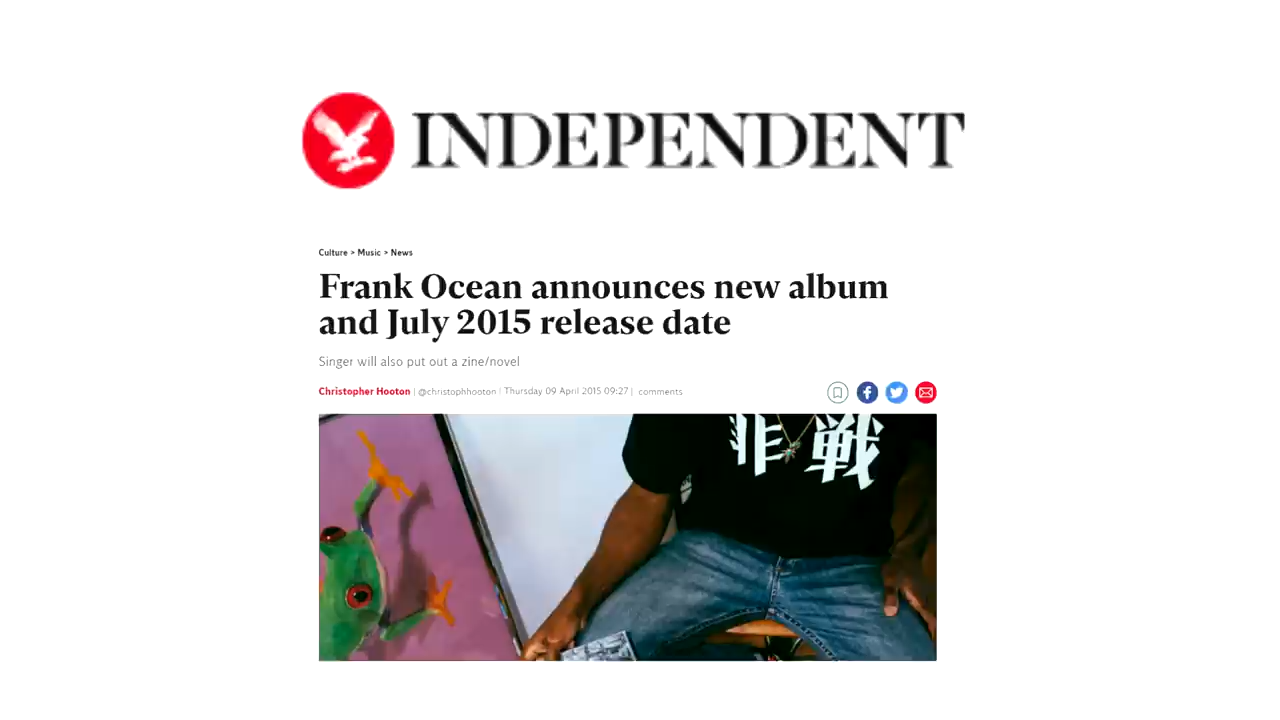 INDEPENDENT
Culture > Music > News
Frank Ocean announces new album
and July 2015 release date
Singer will also put out a zine/novel
Christopher Hooton | @christophhooton | Thursday 09 April 2015 09:27 | comments
作戦